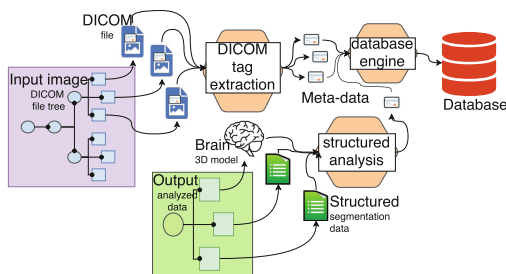 DICOM
file
Input image
DICOM
file tree
DICOM
tag
extraction
database
engine
Meta-data
Database
Brain
3D model
structured
analysis
Output
analyzed
data
Structured
segmentation
data